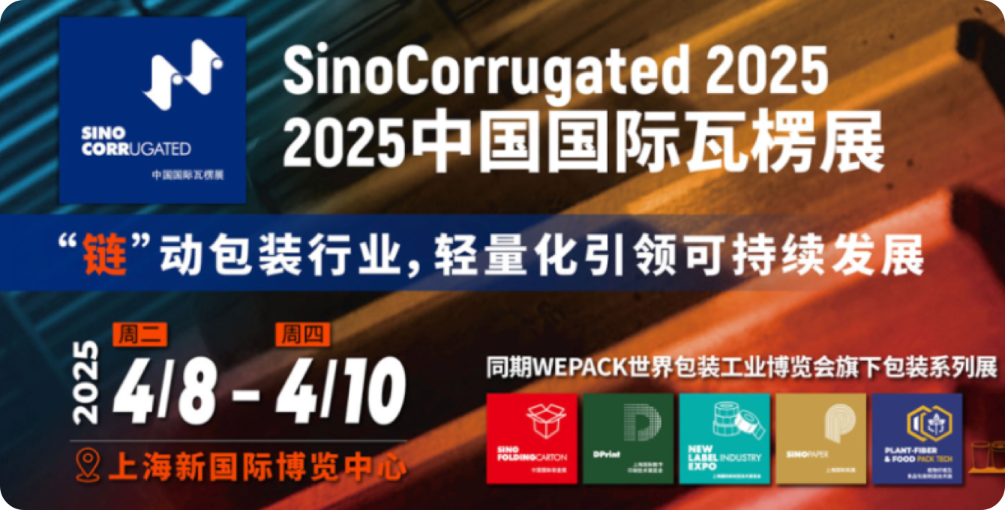 SINO
CORRUGATED
中国国际瓦楞展
SinoCorrugated 2025
2025中国国际瓦楞展
“链”动包装行业，轻量化引领可持续发展
2025
周二
周四
4/8 – 4/10
上海新国际博览中心
同期WEPACK世界包装工业博览会旗下包装系列展
SINO
FOLDINGCARTON
中国国际彩盒展
DPrint
上海国际数字
印刷技术展览会
NEW
LABEL INDUSTRY
EXPO
SINOPAPER
PLANT-FIBER
& FOOD PACK TECH